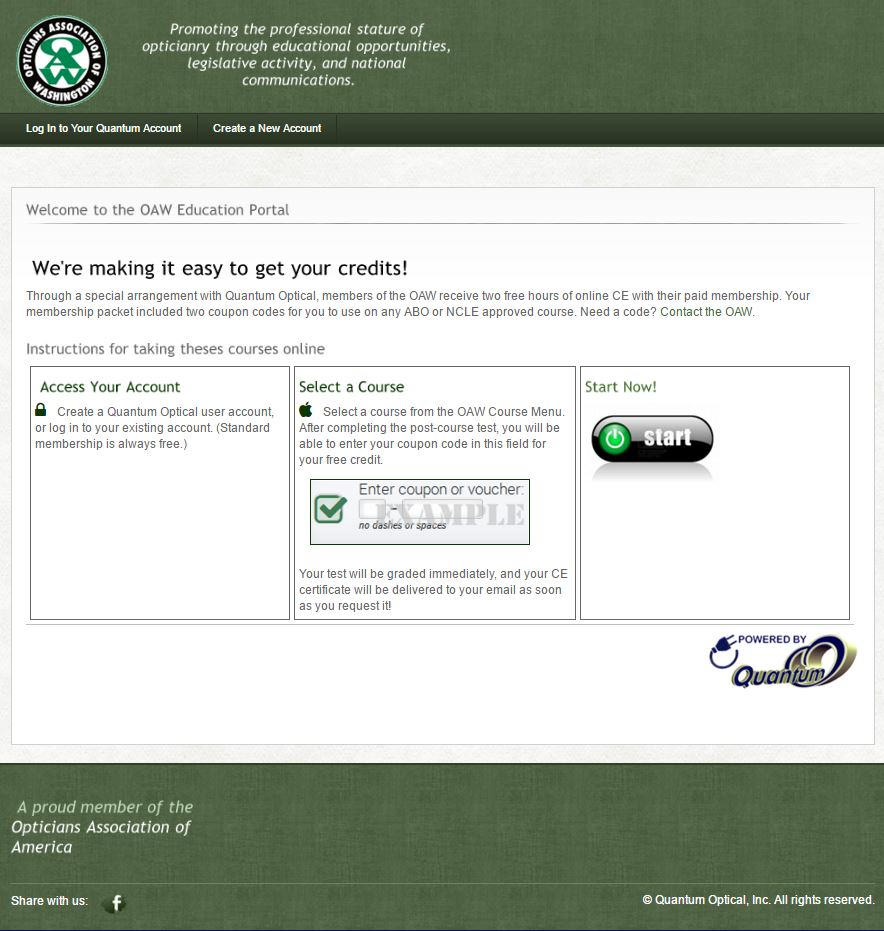 OPTICIANS ASSOCIATION OF WASHINGTON
Promoting the professional stature of
opticianry through educational opportunities,
legislative activity, and national
communications.
Log In to Your Quantum Account
Create a New Account
Welcome to the OAW Education Portal
We're making it easy to get your credits!
Through a special arrangement with Quantum Optical, members of the OAW receive two free hours of online CE with their paid membership. Your
membership packet included two coupon codes for you to use on any ABO or NCLE approved course. Need a code? Contact the OAW.
Instructions for taking theses courses online
Access Your Account
Create a Quantum Optical user account,
or log in to your existing account. (Standard
membership is always free.)
Select a Course
Select a course from the OAW Course Menu.
After completing the post-course test, you will be
able to enter your coupon code in this field for
your free credit.
Enter coupon or voucher:
-
EXAMPLE
no dashes or spaces
Your test will be graded immediately, and your CE
certificate will be delivered to your email as soon
as you request it!
Start Now!
start
POWERED BY
Quantum
A proud member of the
Opticians Association of
America
Share with us:
f
© Quantum Optical, Inc. All rights reserved.